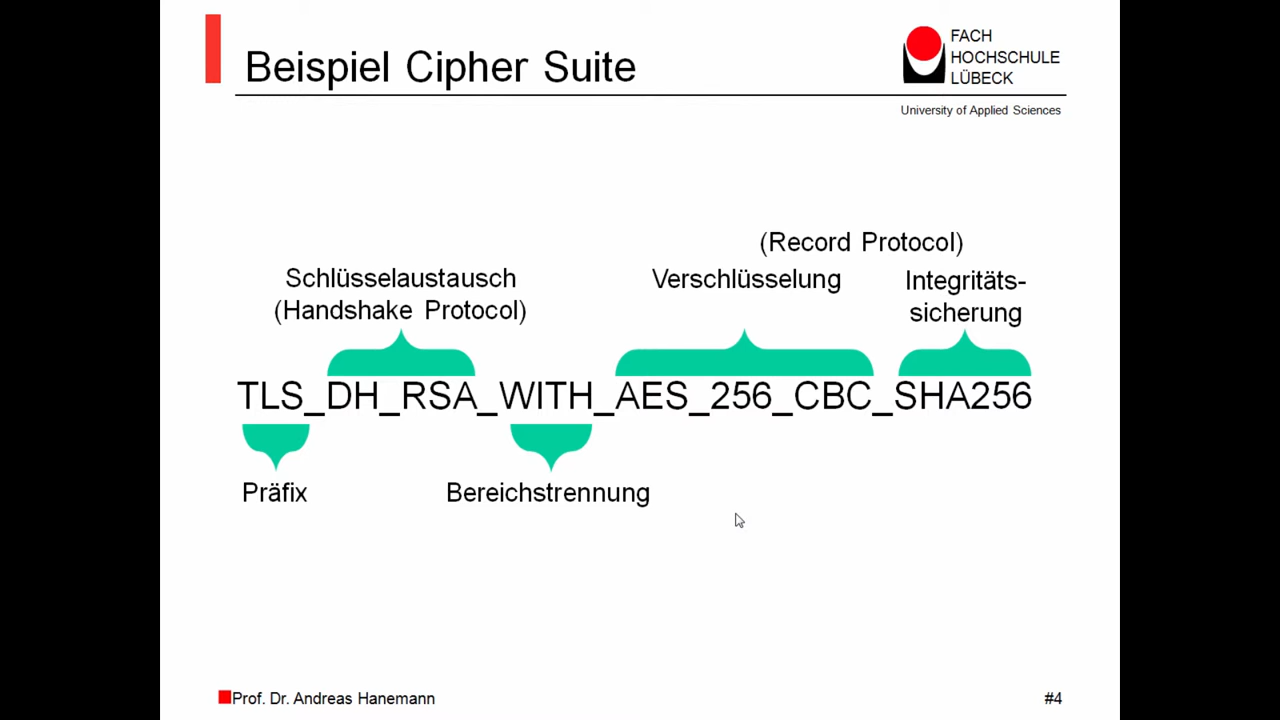 Beispiel Cipher Suite
FACH
HOCHSCHULE
LÜBECK
University of Applied Sciences
(Record Protocol)
Schlüsselaustausch
(Handshake Protocol)
Verschlüsselung
Integritäts-
sicherung
TLS_DH_RSA_WITH_AES_256_CBC_SHA256
Präfix
Bereichstrennung
Prof. Dr. Andreas Hanemann
#4